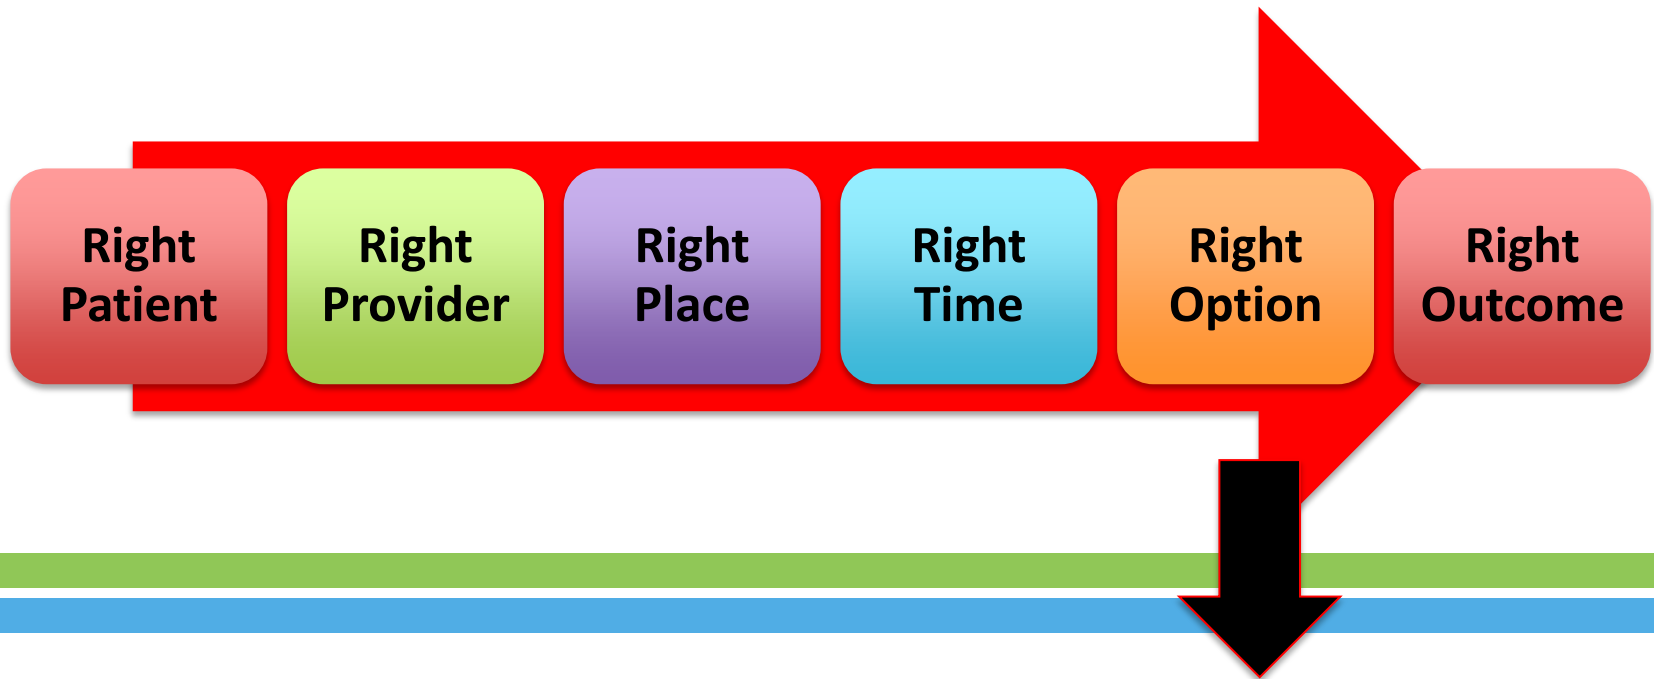 Right
Patient
Right
Provider
Right
Place
Right
Time
Right
Option
Right
Outcome